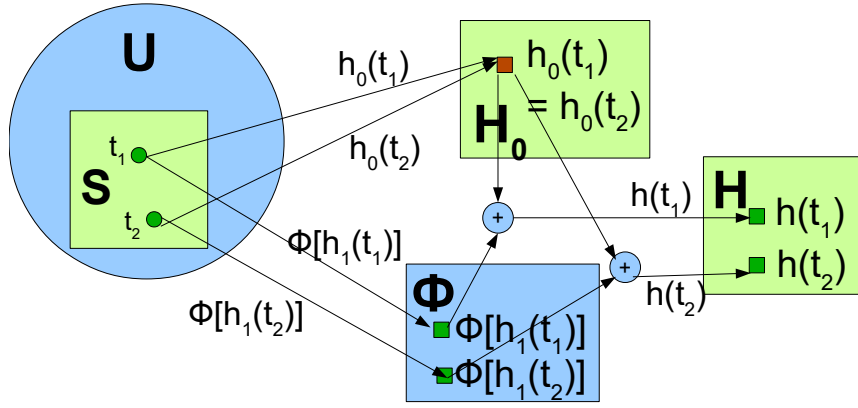 U
h₀(t₁)
h₀(t₁)
= h₀(t₂)
H₀
t₁
h₀(t₂)
S
t₂
H
h(t₁)
h(t₁)
+
Φ[h₁(t₁)]
h(t₂)
+
Φ
h(t₂)
Φ[h₁(t₂)]
Φ[h₁(t₁)]
Φ[h₁(t₂)]